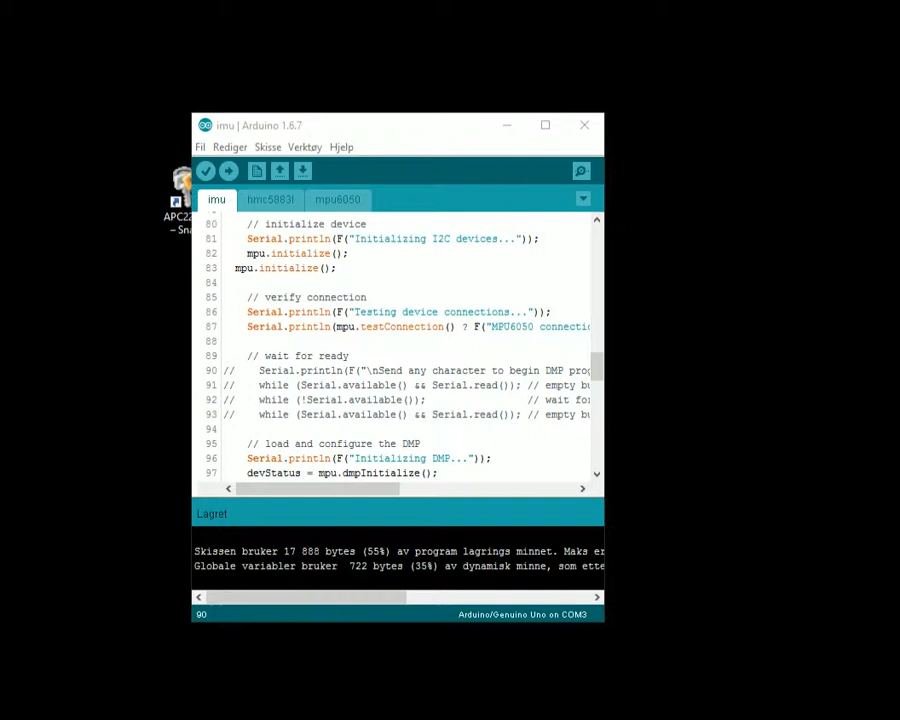 imu | Arduino 1.6.7
Fil Rediger Skisse Verktøy Hjelp
imu hmc5883l mpu6050
APC22
– Sna
80 // initialize device
81 Serial.println(F("Initializing I2C devices..."));
82 mpu.initialize();
83 mpu.initialize();
84
85 // verify connection
86 Serial.println(F("Testing device connections..."));
87 Serial.println(mpu.testConnection() ? F("MPU6050 connectio
88
89 // wait for ready
90 // Serial.println(F("\nSend any character to begin DMP prog
91 // while (Serial.available() && Serial.read()); // empty bu
92 // while (!Serial.available()); // wait for
93 // while (Serial.available() && Serial.read()); // empty bu
94
95 // load and configure the DMP
96 Serial.println(F("Initializing DMP..."));
97 devStatus = mpu.dmpInitialize();
Lagret
Skissen bruker 17 888 bytes (55%) av program lagrings minnet. Maks er
Globale variabler bruker 722 bytes (35%) av dynamisk minne, som ette
90 Arduino/Genuino Uno on COM3